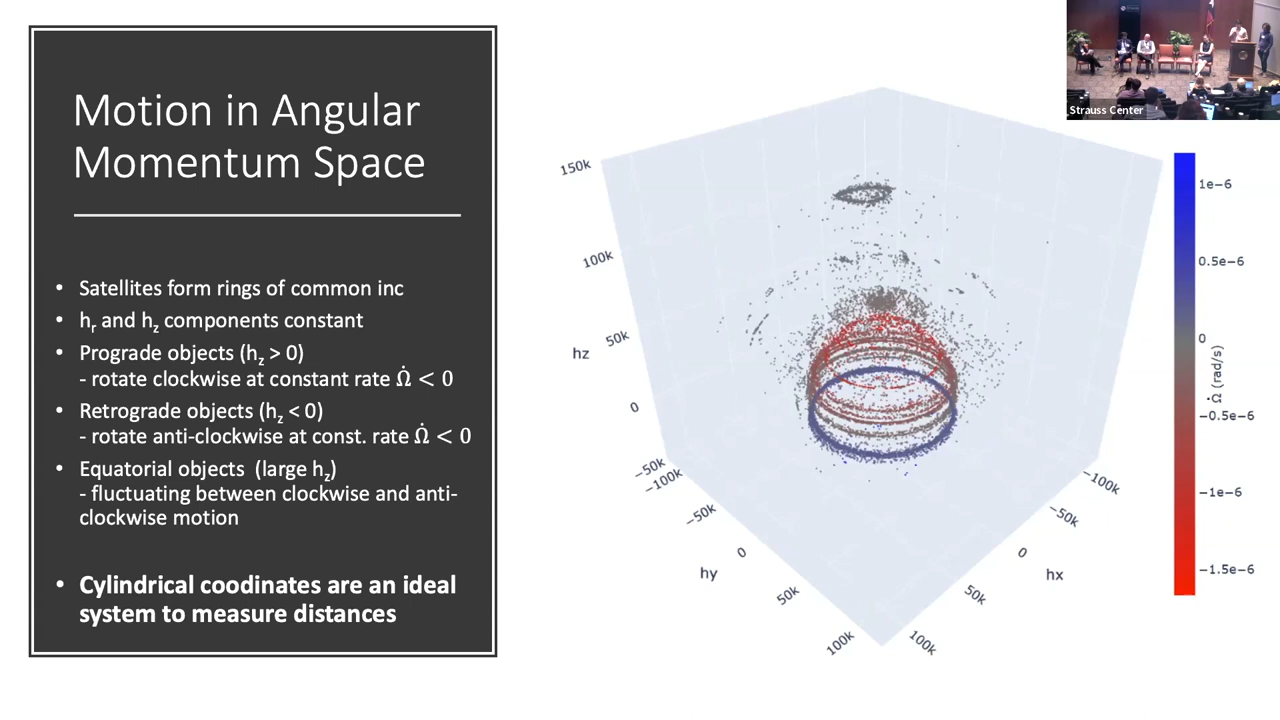 Motion in Angular
Momentum Space
• Satellites form rings of common inc
• hr and hz components constant
• Prograde objects (hz > 0)
- rotate clockwise at constant rate Ω̇ < 0
• Retrograde objects (hz < 0)
- rotate anti-clockwise at const. rate Ω̇ < 0
• Equatorial objects (large hz)
- fluctuating between clockwise and anti-
clockwise motion
• Cylindrical coodinates are an ideal
system to measure distances
150k
100k
50k
hz
0
−50k
−100k
−50k
0
hy
50k
100k
−100k
−50k
0
hx
50k
100k
Strauss Center
1e−6
0.5e−6
0
−0.5e−6
−1e−6
−1.5e−6
Ω̇ (rad/s)